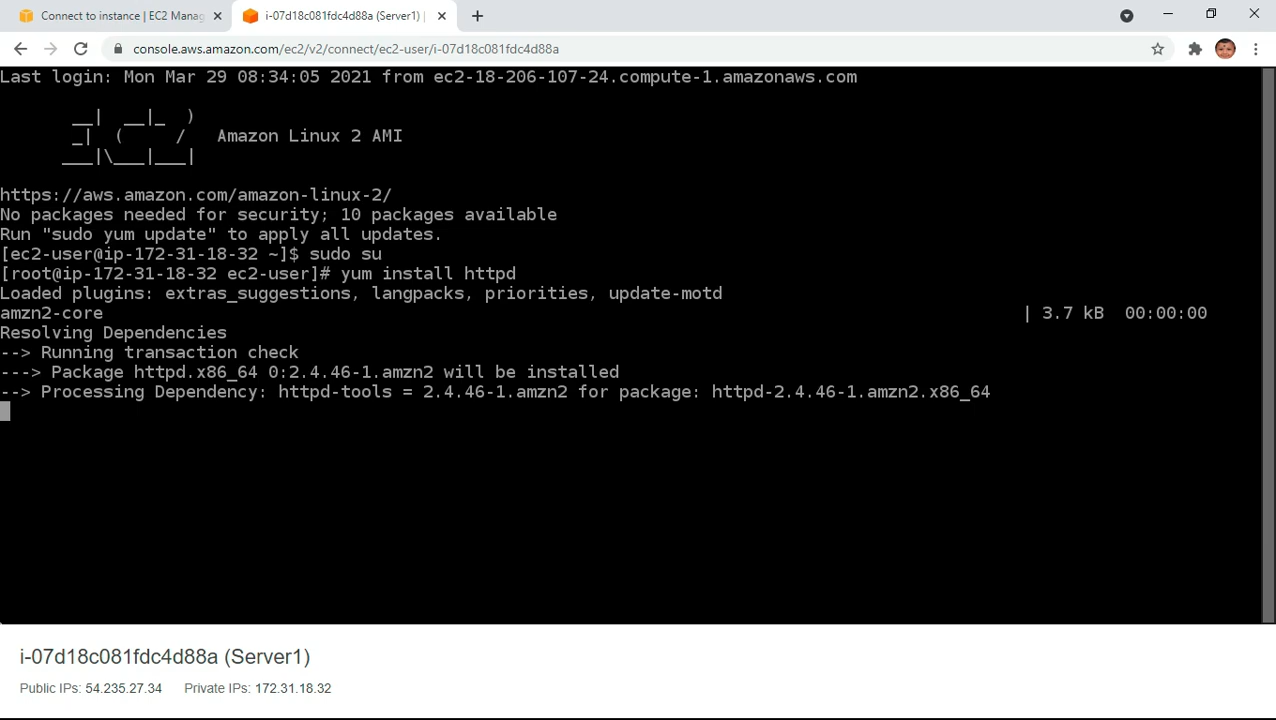 Connect to instance | EC2 Manag
i-07d18c081fdc4d88a (Server1) |
console.aws.amazon.com/ec2/v2/connect/ec2-user/i-07d18c081fdc4d88a
Last login: Mon Mar 29 08:34:05 2021 from ec2-18-206-107-24.compute-1.amazonaws.com
__| __|_ )
_| ( / Amazon Linux 2 AMI
___|\___|___|
https://aws.amazon.com/amazon-linux-2/
No packages needed for security; 10 packages available
Run "sudo yum update" to apply all updates.
[ec2-user@ip-172-31-18-32 ~]$ sudo su
[root@ip-172-31-18-32 ec2-user]# yum install httpd
Loaded plugins: extras_suggestions, langpacks, priorities, update-motd
amzn2-core | 3.7 kB 00:00:00
Resolving Dependencies
--> Running transaction check
---> Package httpd.x86_64 0:2.4.46-1.amzn2 will be installed
--> Processing Dependency: httpd-tools = 2.4.46-1.amzn2 for package: httpd-2.4.46-1.amzn2.x86_64
i-07d18c081fdc4d88a (Server1)
Public IPs: 54.235.27.34 Private IPs: 172.31.18.32